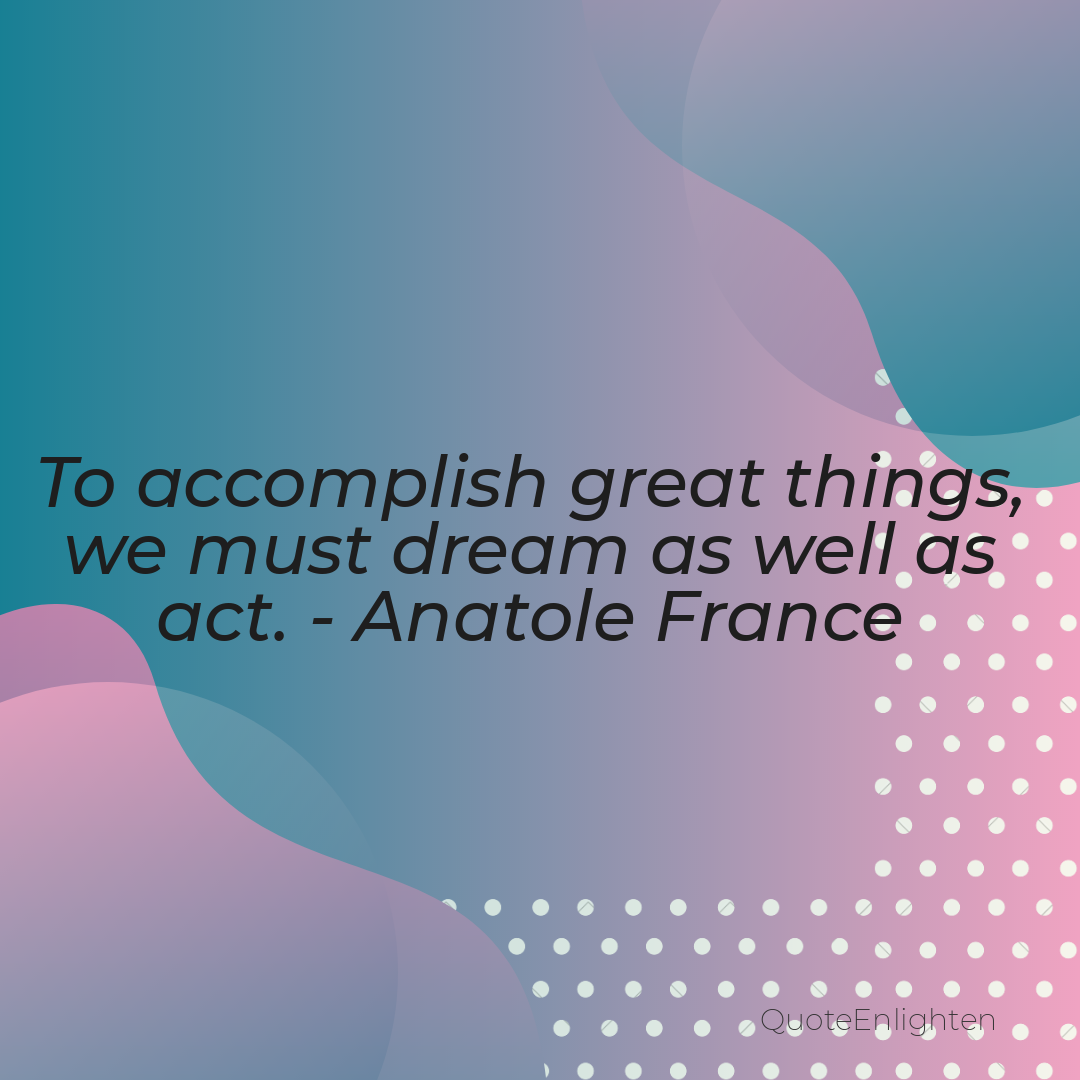 To accomplish great things,
we must dream as well as
act. - Anatole France
QuoteEnlighten